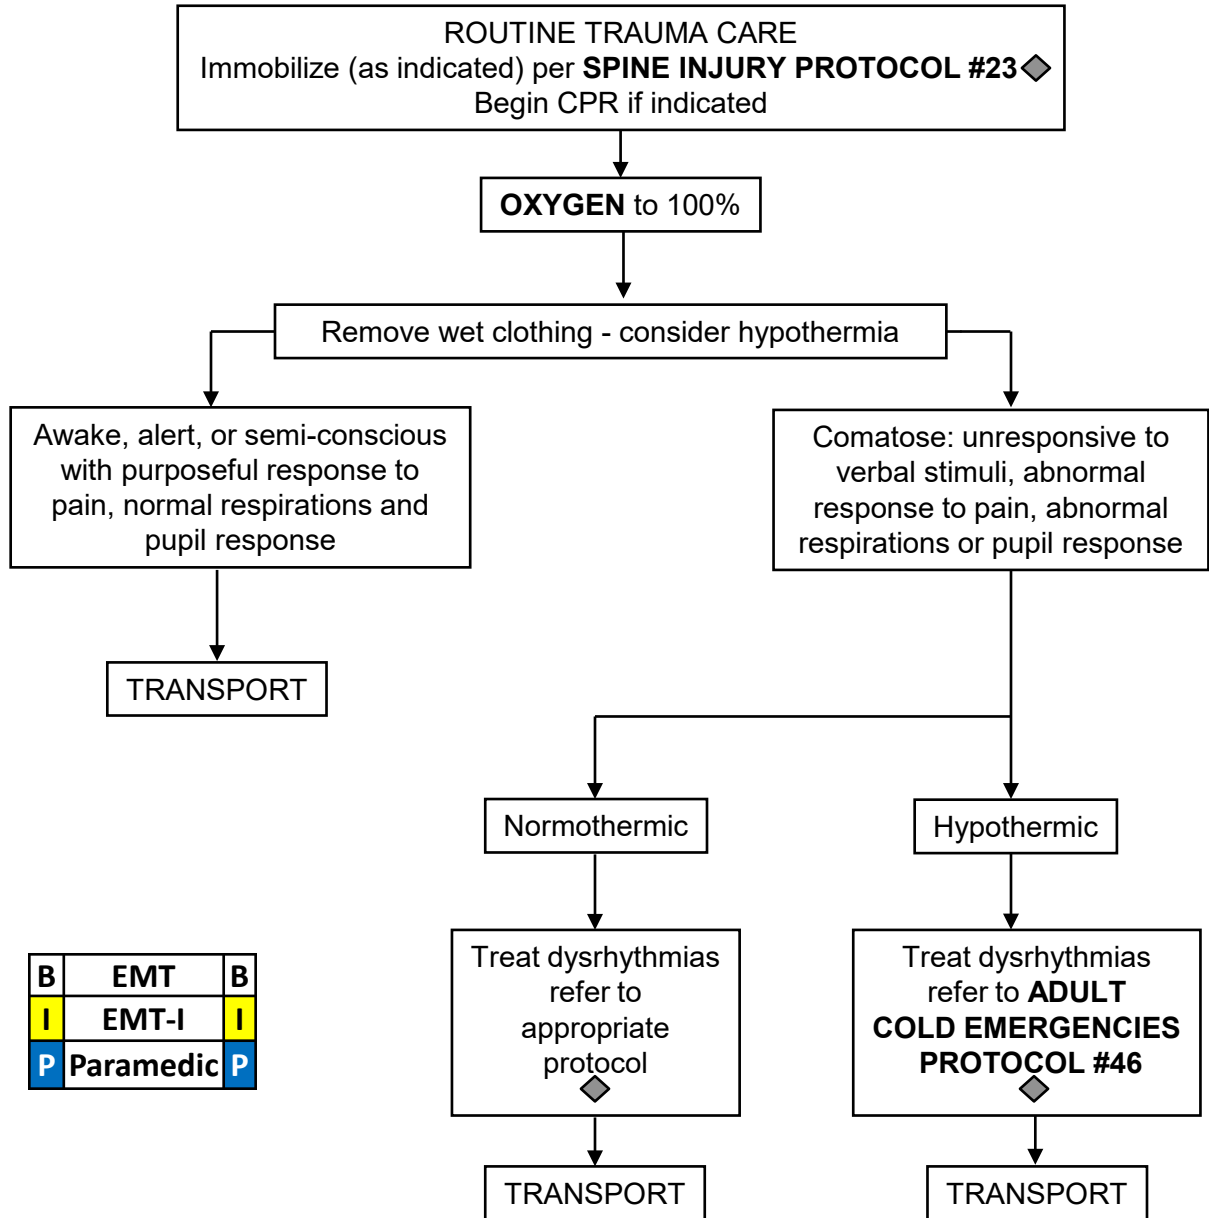 ROUTINE TRAUMA CARE
Immobilize (as indicated) per SPINE INJURY PROTOCOL #23
Begin CPR if indicated
OXYGEN to 100%
Remove wet clothing - consider hypothermia
Awake, alert, or semi-conscious
with purposeful response to
pain, normal respirations and
pupil response
Comatose: unresponsive to
verbal stimuli, abnormal
response to pain, abnormal
respirations or pupil response
TRANSPORT
Normothermic
Hypothermic
Treat dysrhythmias
refer to
appropriate
protocol
Treat dysrhythmias
refer to ADULT
COLD EMERGENCIES
PROTOCOL #46
B EMT B
I EMT-I I
P Paramedic P
TRANSPORT
TRANSPORT